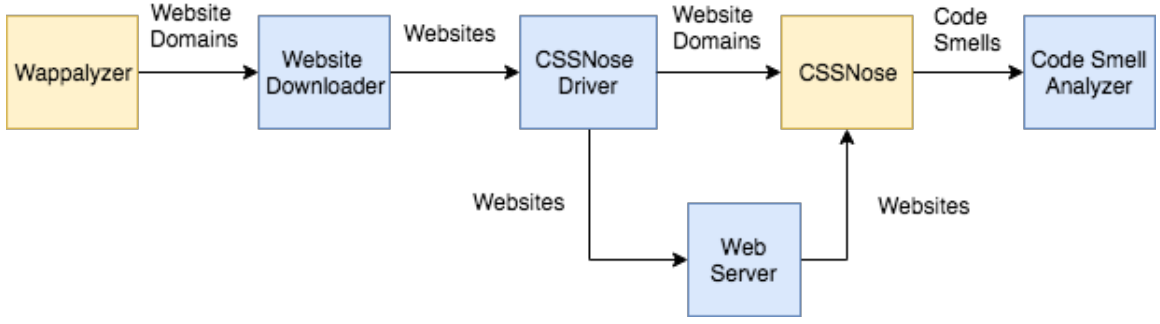 Website
Domains
Websites
Website
Domains
Code
Smells
Wappalyzer
Website
Downloader
CSSNose
Driver
CSSNose
Code Smell
Analyzer
Websites
Websites
Web
Server